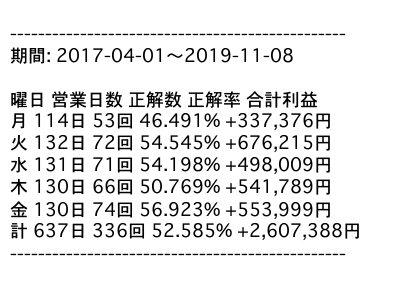 ------------------------------------------------
期間: 2017-04-01～2019-11-08
曜日 営業日数 正解数 正解率 合計利益
月 114日 53回 46.491% +337,376円
火 132日 72回 54.545% +676,215円
水 131日 71回 54.198% +498,009円
木 130日 66回 50.769% +541,789円
金 130日 74回 56.923% +553,999円
計 637日 336回 52.585% +2,607,388円
------------------------------------------------